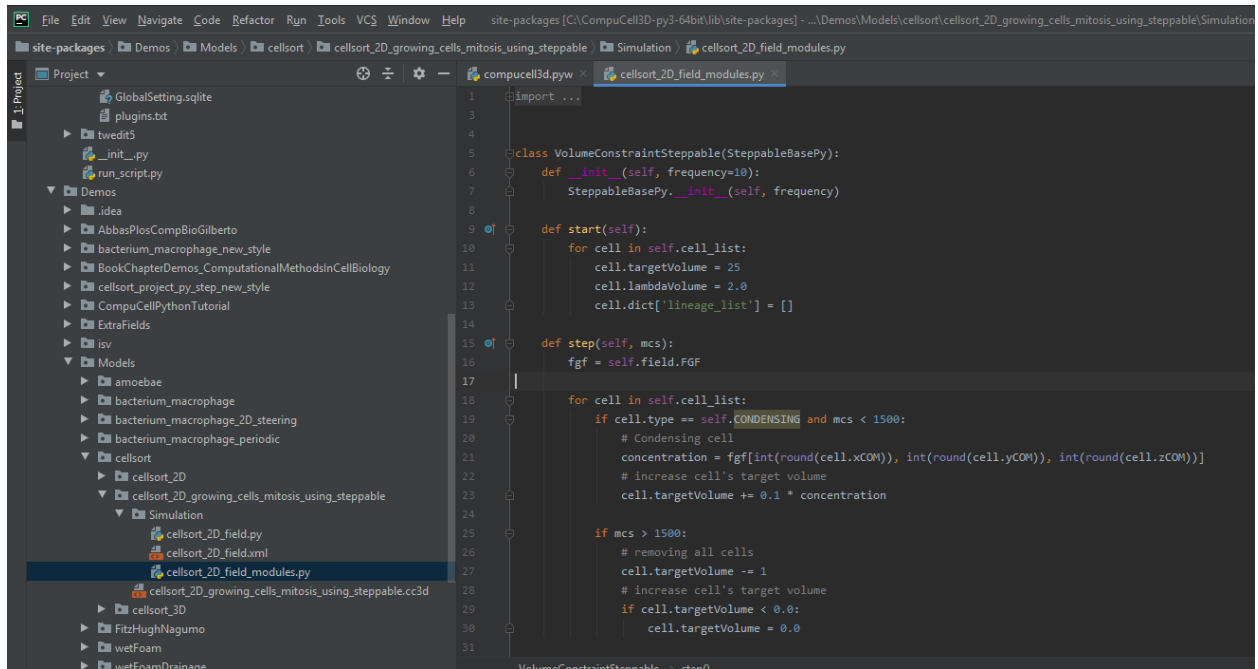 PC File Edit View Navigate Code Refactor Run Tools VCS Window Help site-packages [C:\CompuCell3D-py3-64bit\lib\site-packages] - ...\Demos\Models\cellsort\cellsort_2D_growing_cells_mitosis_using_steppable\Simulation
site-packages Demos Models cellsort cellsort_2D_growing_cells_mitosis_using_steppable Simulation cellsort_2D_field_modules.py
1: Project
Project
GlobalSetting.sqlite
plugins.txt
twedit5
__init__.py
run_script.py
Demos
.idea
AbbasPlosCompBioGilberto
bacterium_macrophage_new_style
BookChapterDemos_ComputationalMethodsInCellBiology
cellsort_project_py_step_new_style
CompuCellPythonTutorial
ExtraFields
isv
Models
amoebae
bacterium_macrophage
bacterium_macrophage_2D_steering
bacterium_macrophage_periodic
cellsort
cellsort_2D
cellsort_2D_growing_cells_mitosis_using_steppable
Simulation
cellsort_2D_field.py
cellsort_2D_field.xml
cellsort_2D_field_modules.py
cellsort_2D_growing_cells_mitosis_using_steppable.cc3d
cellsort_3D
FitzHughNagumo
wetFoam
wetFoamDrainage
compucell3d.pyw cellsort_2D_field_modules.py
1 import ...
3
4
5 class VolumeConstraintSteppable(SteppableBasePy):
6 def __init__(self, frequency=10):
7 SteppableBasePy.__init__(self, frequency)
8
9 def start(self):
10 for cell in self.cell_list:
11 cell.targetVolume = 25
12 cell.lambdaVolume = 2.0
13 cell.dict['lineage_list'] = []
14
15 def step(self, mcs):
16 fgf = self.field.FGF
17
18 for cell in self.cell_list:
19 if cell.type == self.CONDENSING and mcs < 1500:
20 # Condensing cell
21 concentration = fgf[int(round(cell.xCOM)), int(round(cell.yCOM)), int(round(cell.zCOM))]
22 # increase cell's target volume
23 cell.targetVolume += 0.1 * concentration
24
25 if mcs > 1500:
26 # removing all cells
27 cell.targetVolume -= 1
28 # increase cell's target volume
29 if cell.targetVolume < 0.0:
30 cell.targetVolume = 0.0
31
VolumeConstraintSteppable step()